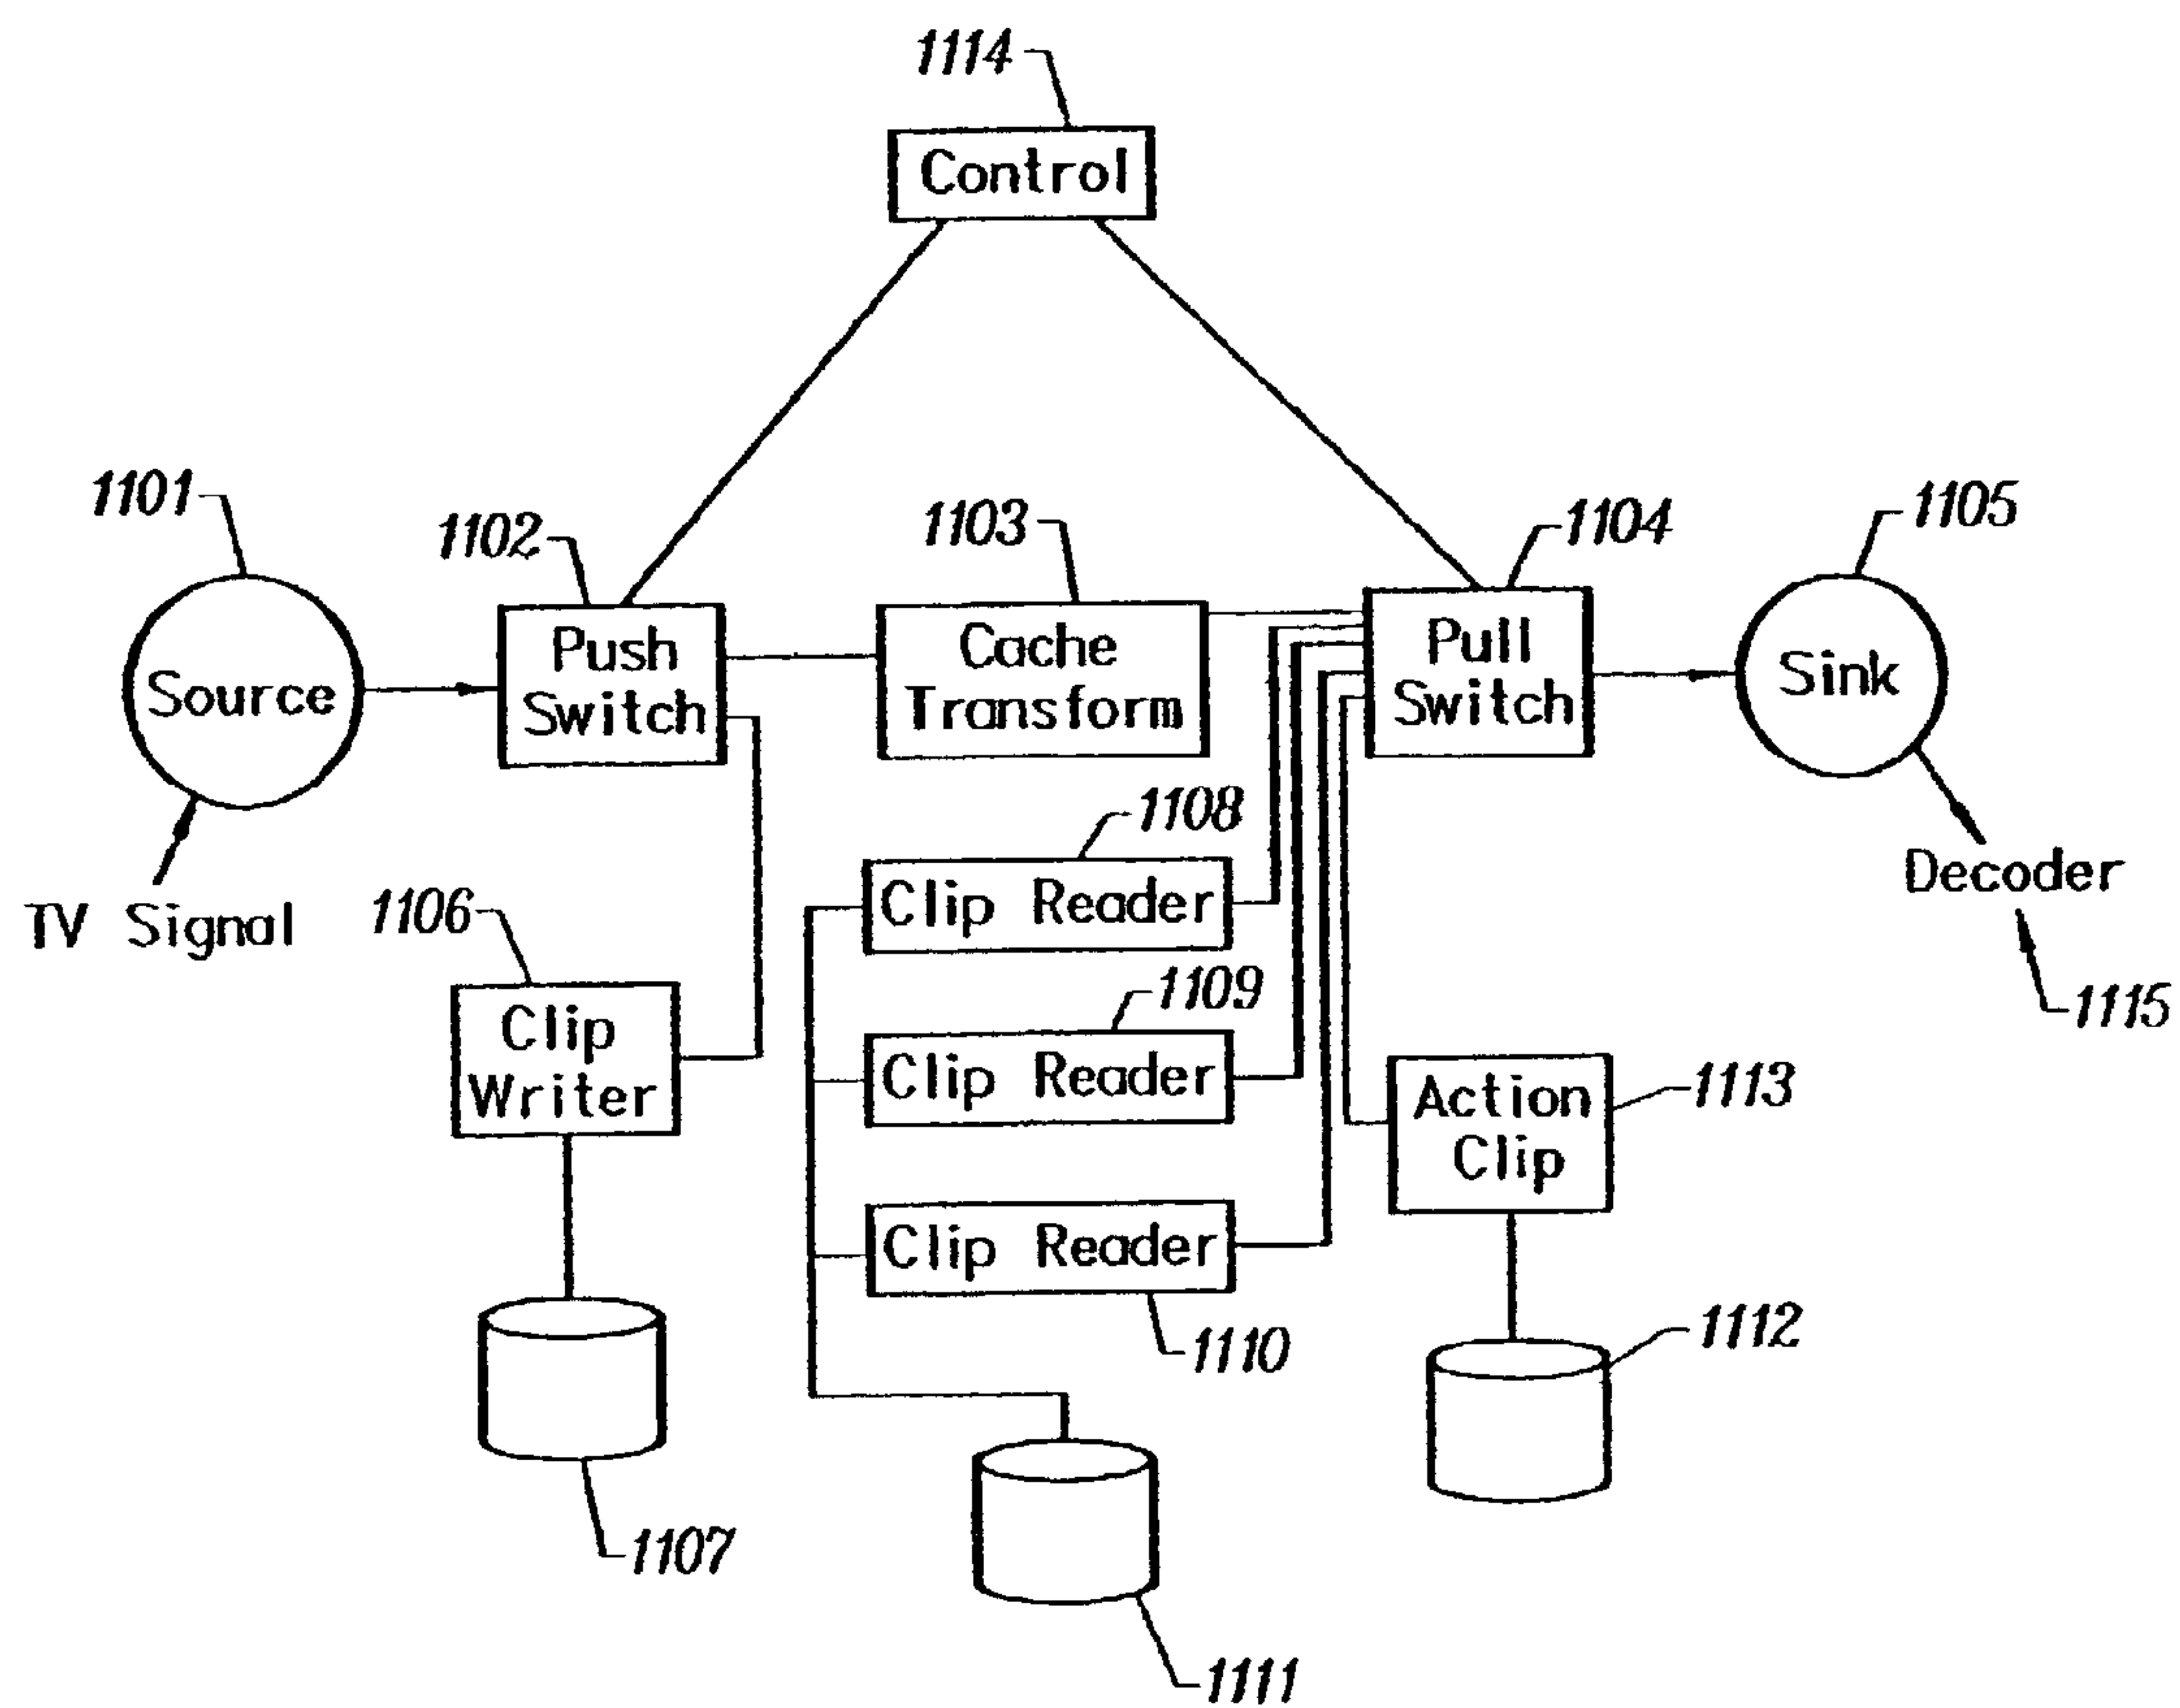 1114
Control
1101
1102
1103
1104
1105
Source
Push
Switch
Cache
Transform
Pull
Switch
Sink
TV Signal
Decoder
1115
1106
Clip
Writer
1107
1108
Clip Reader
1109
Clip Reader
Clip Reader
1110
1111
Action
Clip
1113
1112